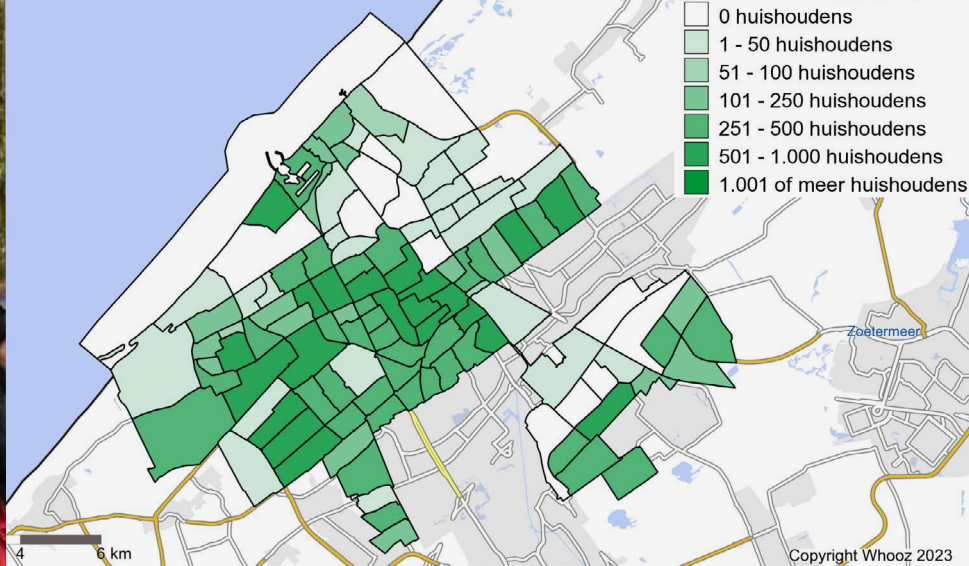 0 huishoudens
1 - 50 huishoudens
51 - 100 huishoudens
101 - 250 huishoudens
251 - 500 huishoudens
501 - 1.000 huishoudens
1.001 of meer huishoudens
Zoetermeer
4 6 km
Copyright Whooz 2023